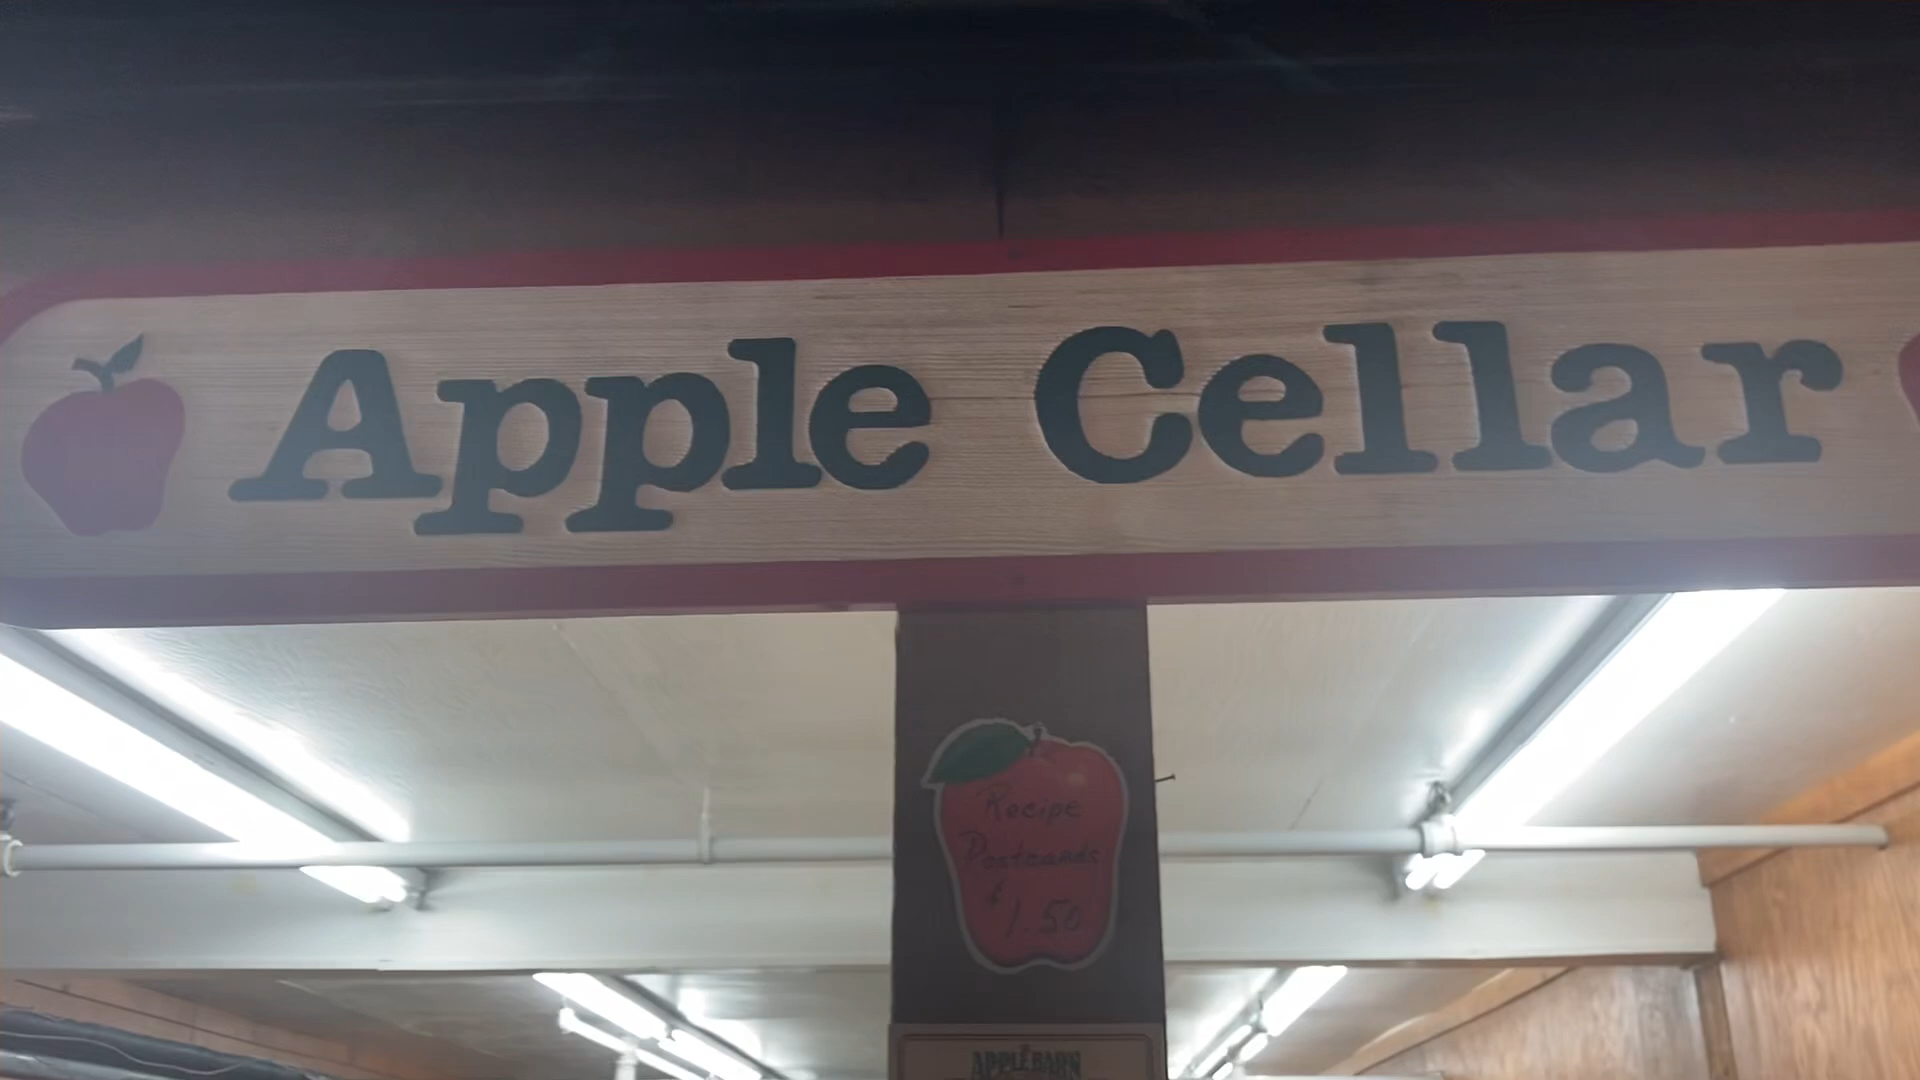 Apple Cellar
Recipe
Postcards
$1.50
APPLE BARN